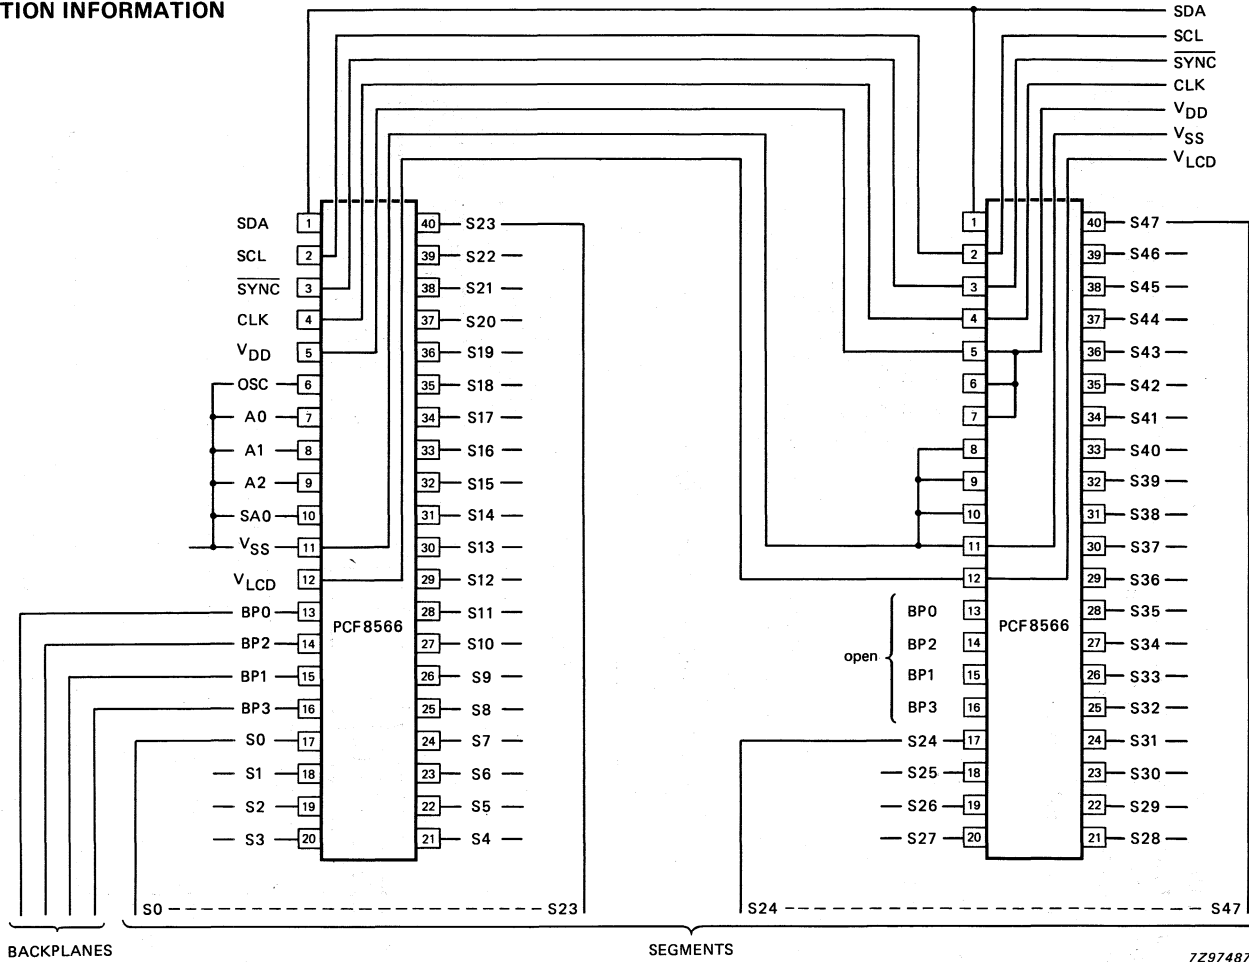 TION INFORMATION
SDA
SCL
SYNC
CLK
VDD
VSS
VLCD
SDA 1 40 S23
SCL 2 39 S22
SYNC 3 38 S21
CLK 4 37 S20
VDD 5 36 S19
OSC 6 35 S18
A0 7 34 S17
A1 8 33 S16
A2 9 32 S15
SA0 10 31 S14
VSS 11 30 S13
VLCD 12 29 S12
BP0 13 28 S11
PCF8566
BP2 14 27 S10
BP1 15 26 S9
BP3 16 25 S8
S0 17 24 S7
S1 18 23 S6
S2 19 22 S5
S3 20 21 S4
1 40 S47
2 39 S46
3 38 S45
4 37 S44
5 36 S43
6 35 S42
7 34 S41
8 33 S40
9 32 S39
10 31 S38
11 30 S37
12 29 S36
BP0 13 28 S35
PCF8566
BP2 14 27 S34
open
BP1 15 26 S33
BP3 16 25 S32
S24 17 24 S31
S25 18 23 S30
S26 19 22 S29
S27 20 21 S28
S0 S23 S24 S47
BACKPLANES
SEGMENTS
7Z97487